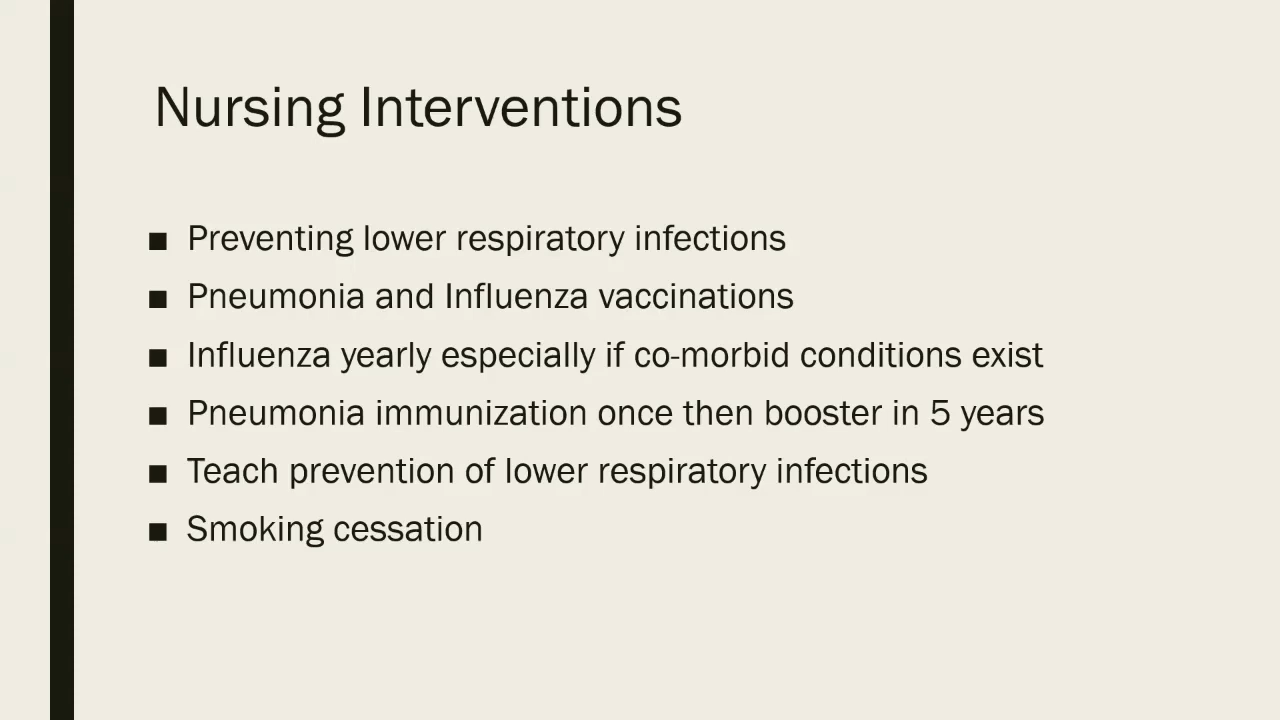 Nursing Interventions
■ Preventing lower respiratory infections
■ Pneumonia and Influenza vaccinations
■ Influenza yearly especially if co-morbid conditions exist
■ Pneumonia immunization once then booster in 5 years
■ Teach prevention of lower respiratory infections
■ Smoking cessation